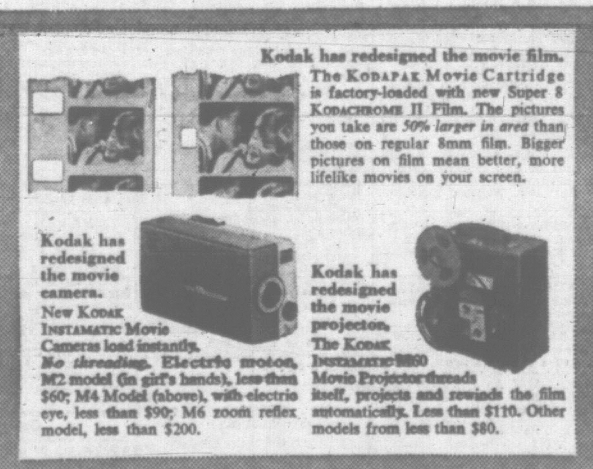 Kodak has redesigned the movie film.
The KODAPAK Movie Cartridge
is factory-loaded with new Super 8
KODACHROME II Film. The pictures
you take are 50% larger in area than
those on regular 8mm film. Bigger
pictures on film mean better, more
lifelike movies on your screen.
Kodak has
redesigned
the movie
camera.
New KODAK
INSTAMATIC Movie
Cameras load instantly.
No threading. Electric motor.
M2 model (in girl's hands), less than
$60; M4 Model (above), with electric
eye, less than $90; M6 zoom reflex
model, less than $200.
Kodak has
redesigned
the movie
projector.
The KODAK
INSTAMATIC
Movie Projector threads
itself, projects and rewinds the film
automatically. Less than $110. Other
models from less than $80.